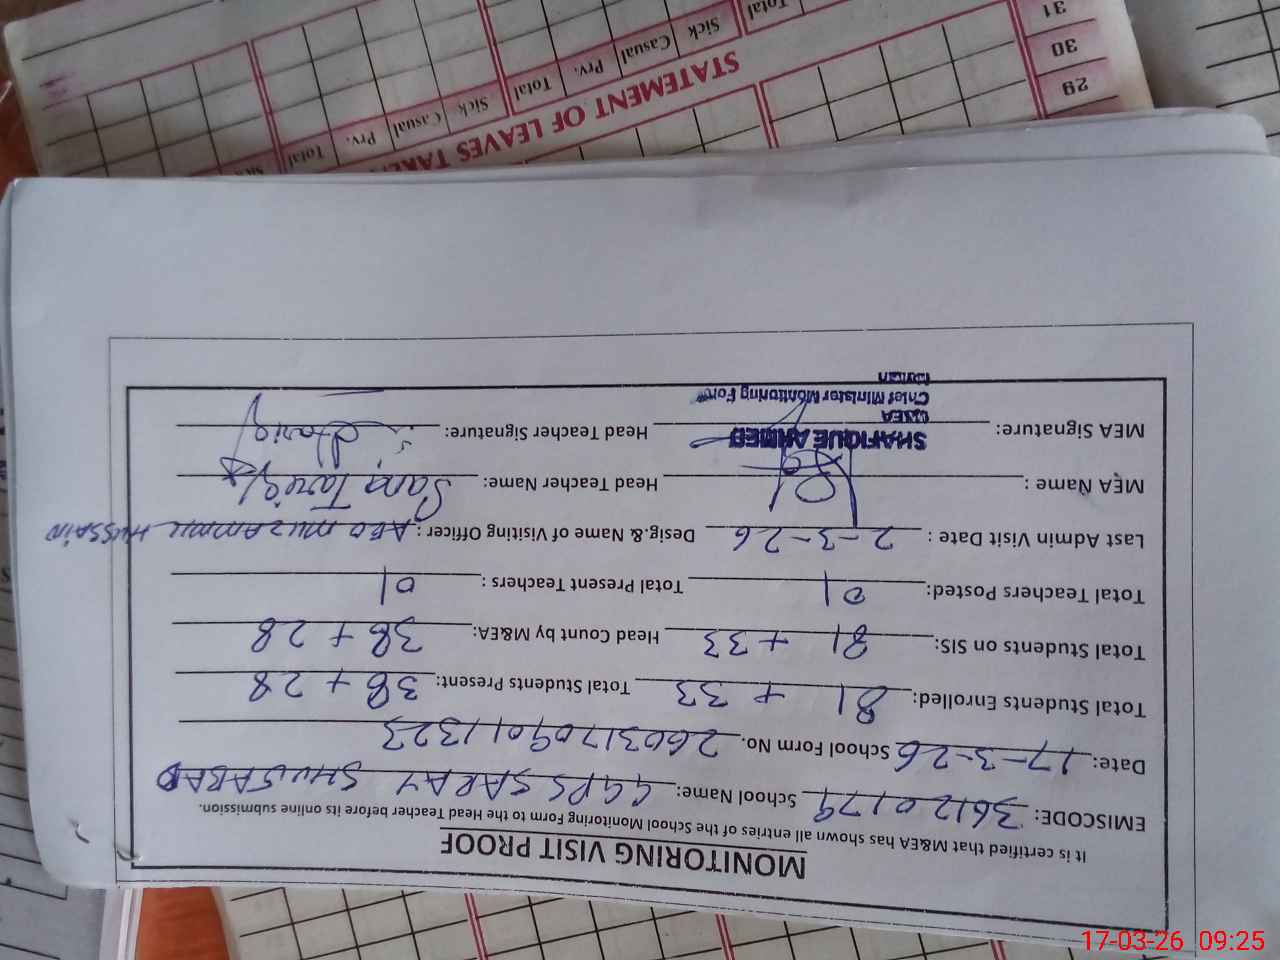 MONITORING VISIT PROOF
It is certified that M&EA has shown all entries of the School Monitoring Form to the Head Teacher before its online submission.
EMISCODE: 36120179 School Name: GGPS SARAY SHUJABAD
Date: 17-3-26 School Form No. 26031709011323
Total Students Enrolled: 81 + 33 Total Students Present: 38 + 28
Total Students on SIS: 81 + 33 Head Count by M&EA: 38 + 28
Total Teachers Posted: 01 Total Present Teachers : 01
Last Admin Visit Date : 2-3-26 Desig.& Name of Visiting Officer : AEO MUZAMMIL HUSSAIN
MEA Name : Head Teacher Name: Sana Tariq
MEA Signature: Head Teacher Signature:
SHAFIQUE AHMED
Chief Minister Monitoring Force
STATEMENT OF LEAVES TAKEN
Sick Casual Prv. Total Sick Casual Prv. Total
29
30
31
17-03-26 09:25